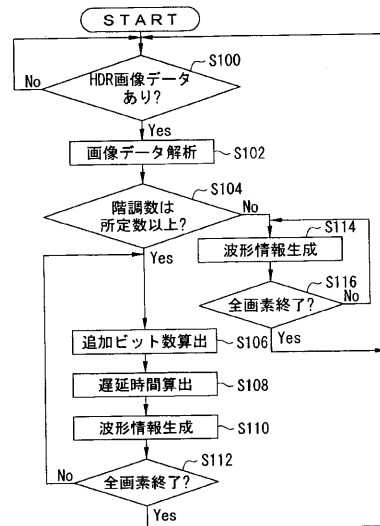 START
HDR画像データ
あり?
S100
No
Yes
画像データ解析
S102
階調数は
所定数以上?
S104
No
Yes
波形情報生成
S114
全画素終了?
S116
No
Yes
追加ビット数算出
S106
遅延時間算出
S108
波形情報生成
S110
全画素終了?
S112
No
Yes